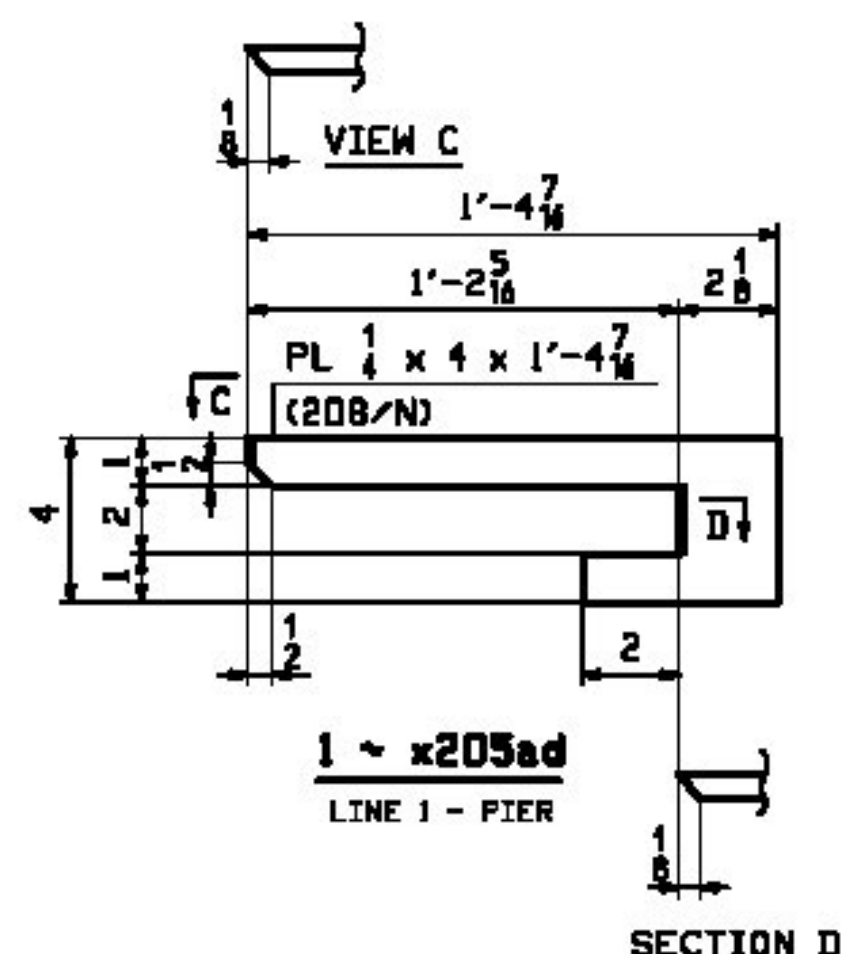 1/8
VIEW C
1'-4 7/16
1'-2 5/16
2 1/8
PL 1/4 x 4 x 1'-4 7/16
C
(208/N)
4
1
1/2
2
1
D
1/2
2
1 ~ x205ad
LINE 1 - PIER
1/8
SECTION D